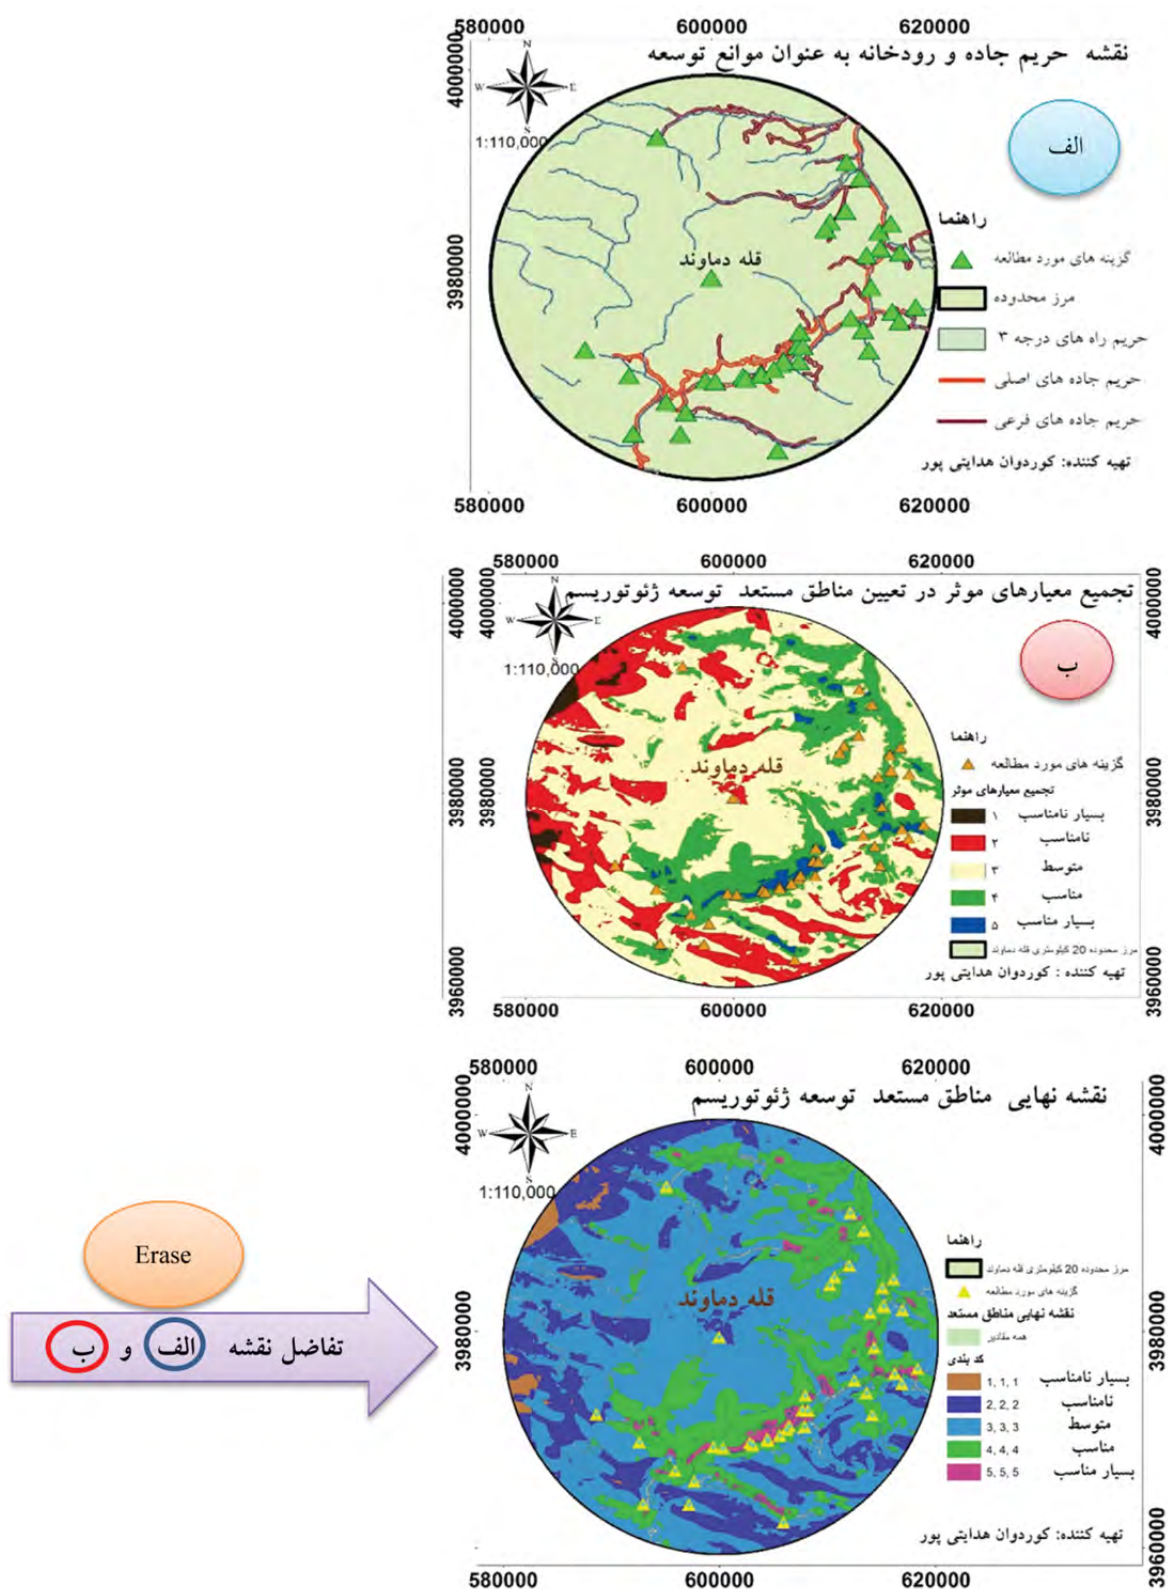 580000 600000 620000
نقشه حریم جاده و رودخانه به عنوان موانع توسعه
4000000
N
W E
S
1:110,000
الف
راهنما
قله دماوند
گزینه های مورد مطالعه
3980000
مرز محدوده
حریم راه های درجه ۳
حریم جاده های اصلی
حریم جاده های فرعی
تهیه کننده: کوردوان هدایتی پور
580000 600000 620000
580000 600000 620000
تجمیع معیارهای موثر در تعیین مناطق مستعد توسعه ژئوتوریسم
4000000 4000000 4000000
N
W E
S
1:110,000
ب
راهنما
قله دماوند
گزینه های مورد مطالعه
3980000 3980000 3980000
تجمیع معیارهای موثر
۱ بسیار نامناسب
۲ نامناسب
۳ متوسط
۴ مناسب
۵ بسیار مناسب
مرز محدوده 20 کیلومتری قله دماوند
تهیه کننده : کوردوان هدایتی پور
3960000 3960000
580000 600000 620000
580000 600000 620000
نقشه نهایی مناطق مستعد توسعه ژئوتوریسم
4000000 4000000
N
W E
S
1:110,000
راهنما
مرز محدوده 20 کیلومتری قله دماوند
گزینه های مورد مطالعه
قله دماوند
نقشه نهایی مناطق مستعد
همه مقادیر
3980000 3980000
کد بندی
1, 1, 1 بسیار نامناسب
2, 2, 2 نامناسب
3, 3, 3 متوسط
4, 4, 4 مناسب
5, 5, 5 بسیار مناسب
تهیه کننده: کوردوان هدایتی پور
3960000
580000 600000 620000
Erase
تفاضل نقشه الف و ب